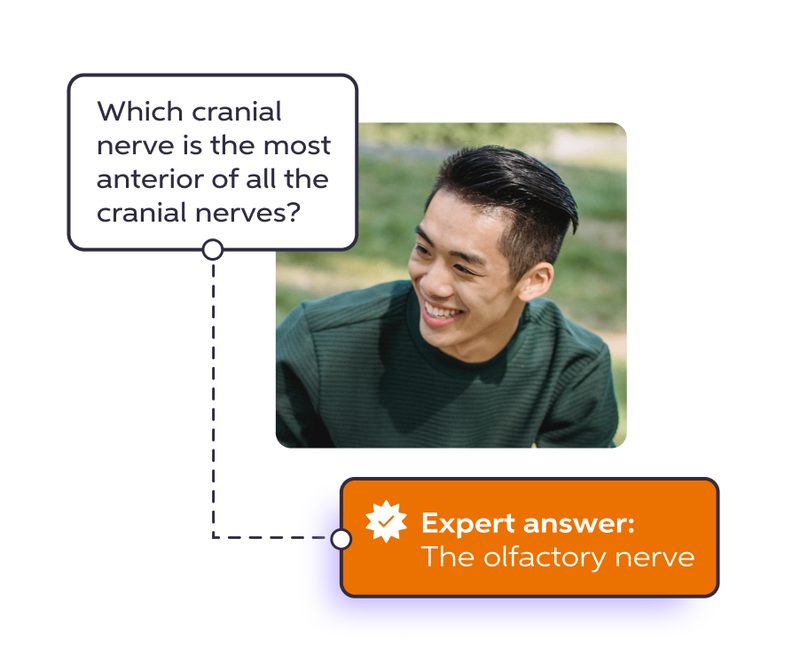 Which cranial
nerve is the most
anterior of all the
cranial nerves?
Expert answer:
The olfactory nerve